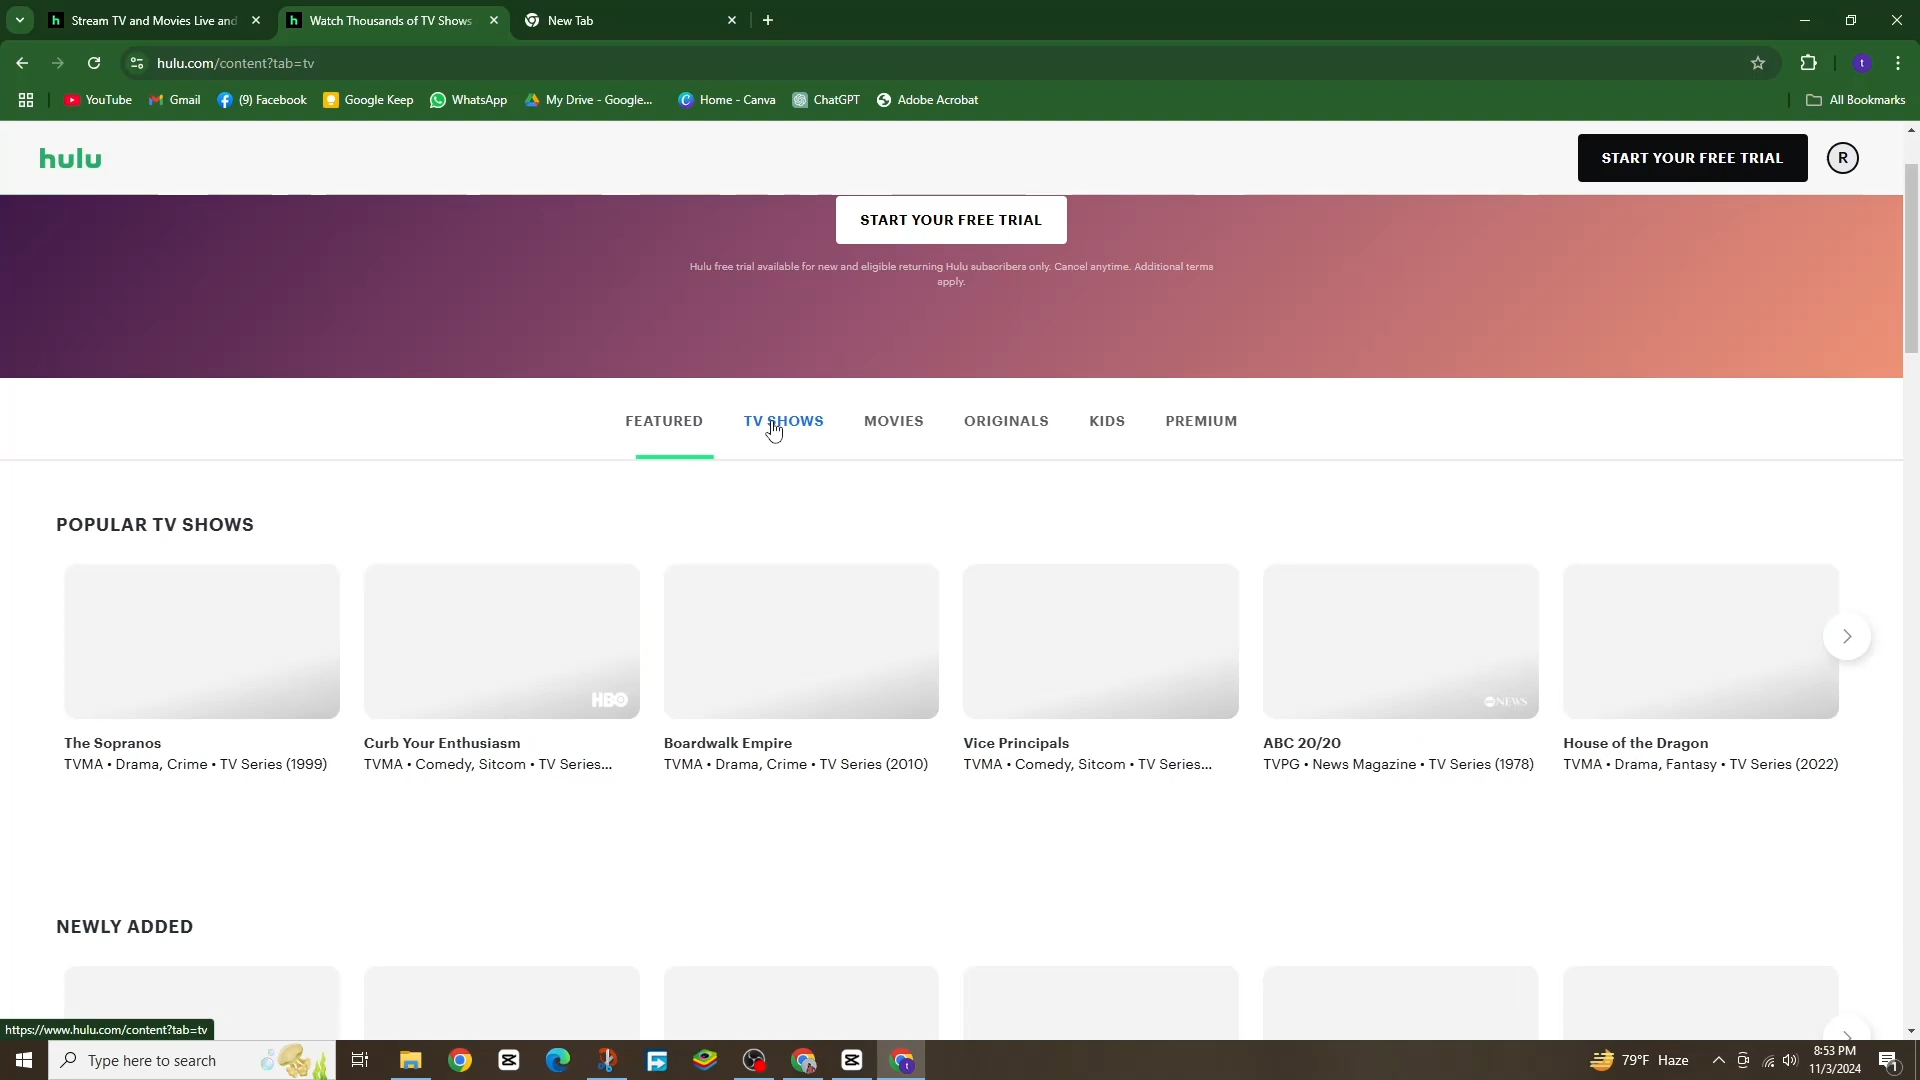 Stream TV and Movies Live and
Watch Thousands of TV Shows
New Tab
hulu.com/content?tab=tv
t
YouTube
Gmail
(9) Facebook
Google Keep
WhatsApp
My Drive - Google...
Home - Canva
ChatGPT
Adobe Acrobat
All Bookmarks
hulu
START YOUR FREE TRIAL
R
START YOUR FREE TRIAL
Hulu free trial available for new and eligible returning Hulu subscribers only. Cancel anytime. Additional terms
apply.
FEATURED
TV SHOWS
MOVIES
ORIGINALS
KIDS
PREMIUM
POPULAR TV SHOWS
HBO
abc NEWS
The Sopranos
TVMA • Drama, Crime • TV Series (1999)
Curb Your Enthusiasm
TVMA • Comedy, Sitcom • TV Series...
Boardwalk Empire
TVMA • Drama, Crime • TV Series (2010)
Vice Principals
TVMA • Comedy, Sitcom • TV Series...
ABC 20/20
TVPG • News Magazine • TV Series (1978)
House of the Dragon
TVMA • Drama, Fantasy • TV Series (2022)
NEWLY ADDED
https://www.hulu.com/content?tab=tv
Type here to search
79°F Haze
8:53 PM
11/3/2024
1